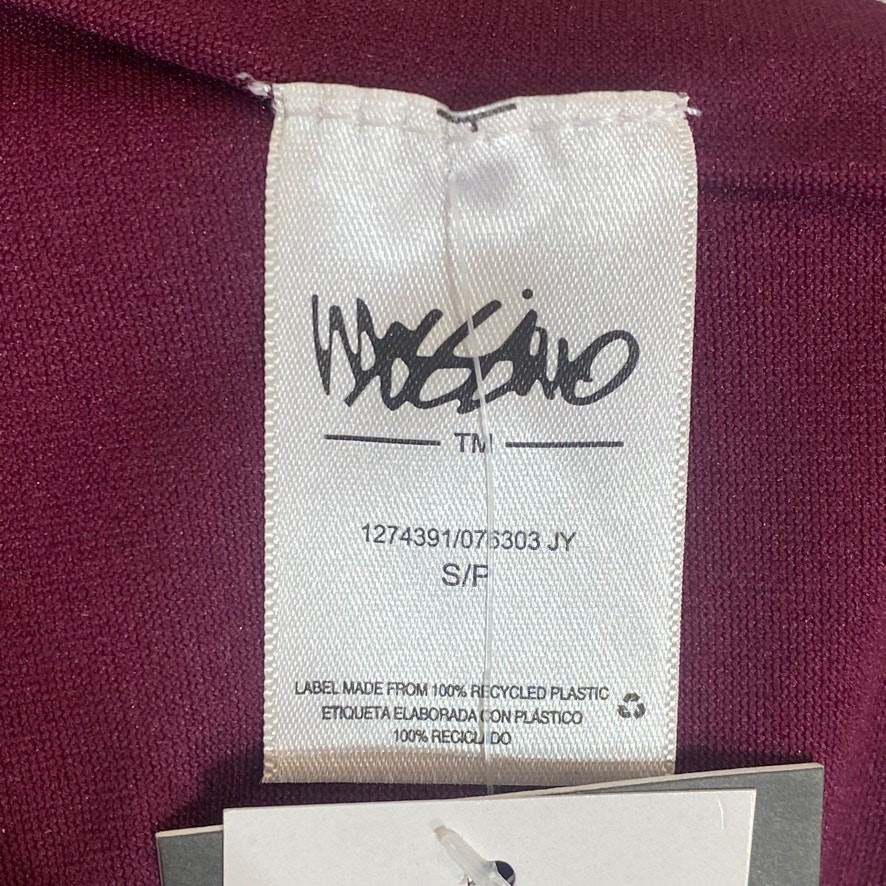 Mossimo
TM
1274391/076303 JY
S/P
LABEL MADE FROM 100% RECYCLED PLASTIC
ETIQUETA ELABORADA CON PLÁSTICO
100% RECICLADO